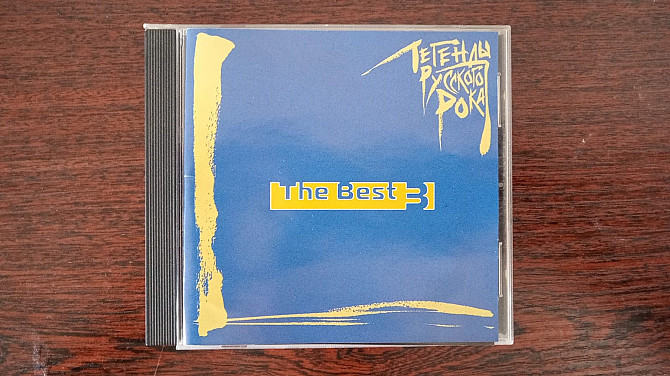 Легенды
Русского
Рока
The Best 3